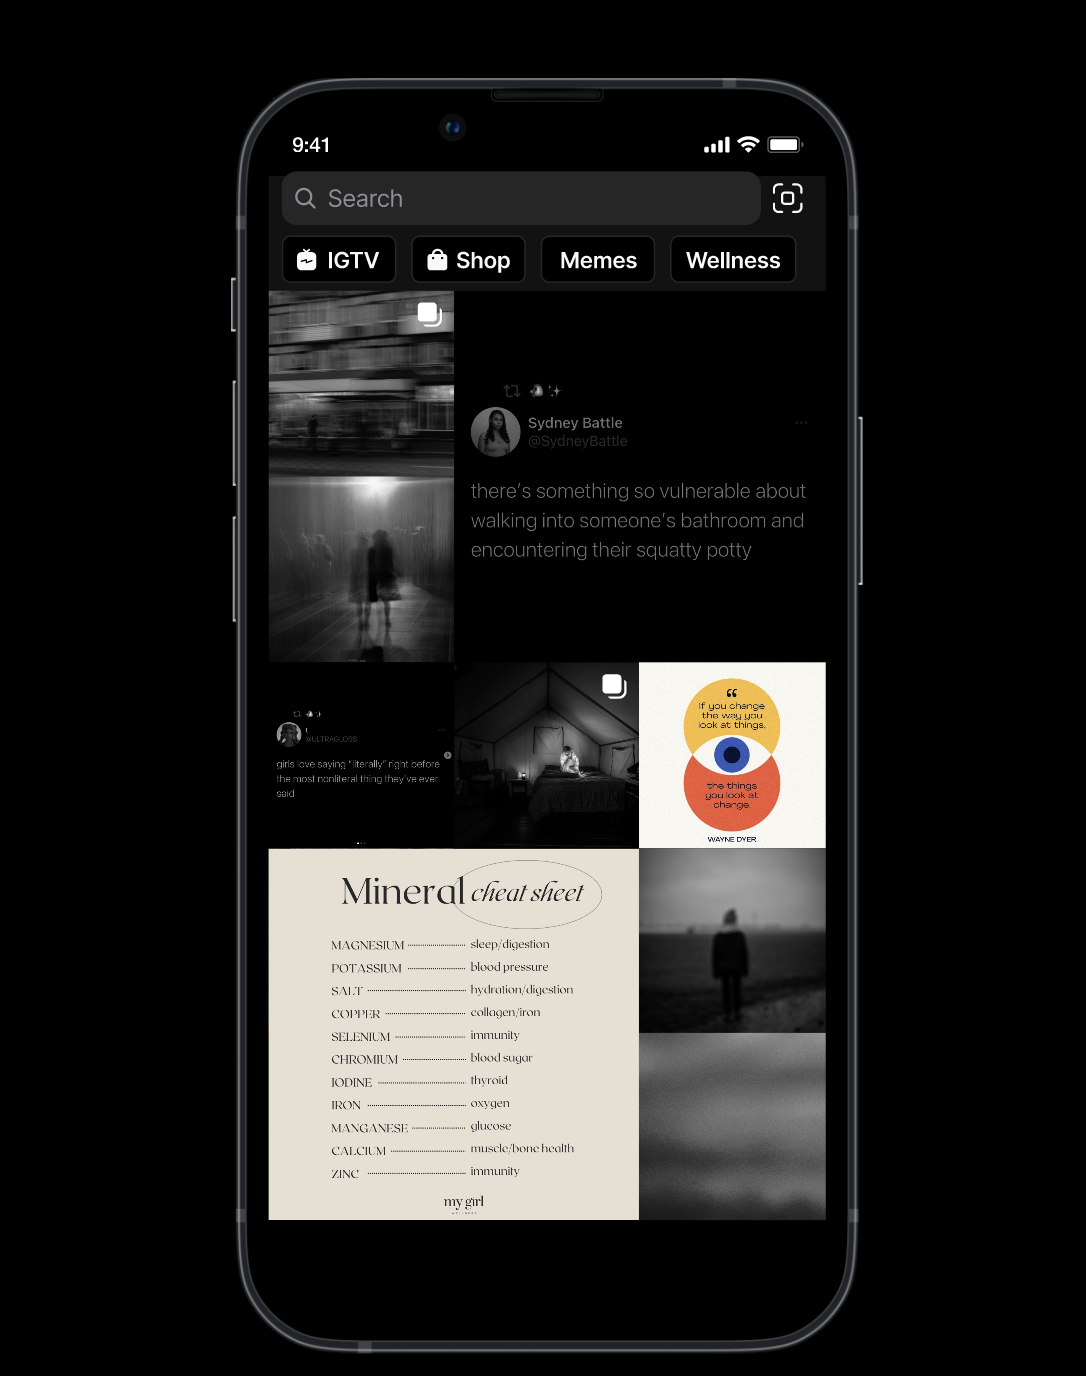 9:41
Search
IGTV
Shop
Memes
Wellness
Sydney Battle
@SydneyBattle
there's something so vulnerable about
walking into someone's bathroom and
encountering their squatty potty
@ULTRAGLOSS
girls love saying "literally" right before
the most nonliteral thing they've ever
said
“
If you change
the way you
look at things,
the things
you look at
change.
WAYNE DYER
Mineral cheat sheet
MAGNESIUM sleep/digestion
POTASSIUM blood pressure
SALT hydration/digestion
COPPER collagen/iron
SELENIUM immunity
CHROMIUM blood sugar
IODINE thyroid
IRON oxygen
MANGANESE glucose
CALCIUM muscle/bone health
ZINC immunity
my girl
WELLNESS